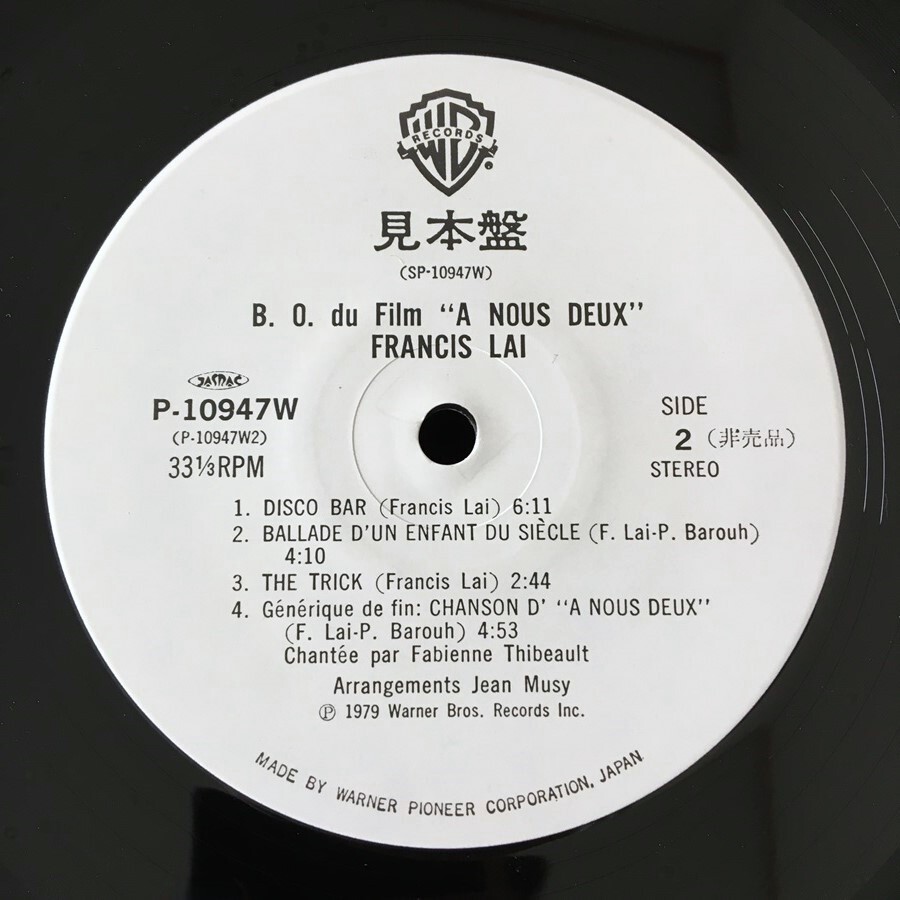 WB RECORDS
見本盤
(SP-10947W)
B. O. du Film “A NOUS DEUX”
FRANCIS LAI
JASRAC
P-10947W
(P-10947W2)
33⅓RPM
SIDE
2 (非売品)
STEREO
1. DISCO BAR (Francis Lai) 6:11
2. BALLADE D'UN ENFANT DU SIÈCLE (F. Lai-P. Barouh)
4:10
3. THE TRICK (Francis Lai) 2:44
4. Générique de fin: CHANSON D' “A NOUS DEUX”
(F. Lai-P. Barouh) 4:53
Chantée par Fabienne Thibeault
Arrangements Jean Musy
Ⓟ 1979 Warner Bros. Records Inc.
MADE BY WARNER PIONEER CORPORATION, JAPAN